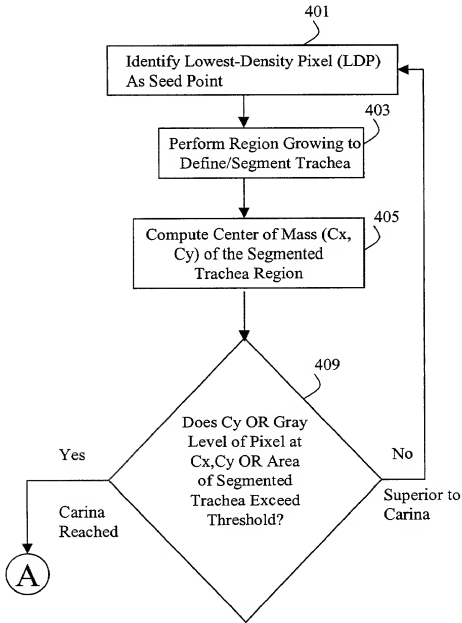 401
Identify Lowest-Density Pixel (LDP)
As Seed Point
403
Perform Region Growing to
Define/Segment Trachea
405
Compute Center of Mass (Cx,
Cy) of the Segmented
Trachea Region
409
Does Cy OR Gray
Level of Pixel at
Cx,Cy OR Area
of Segmented
Trachea Exceed
Threshold?
Yes
No
Carina
Reached
Superior to
Carina
A